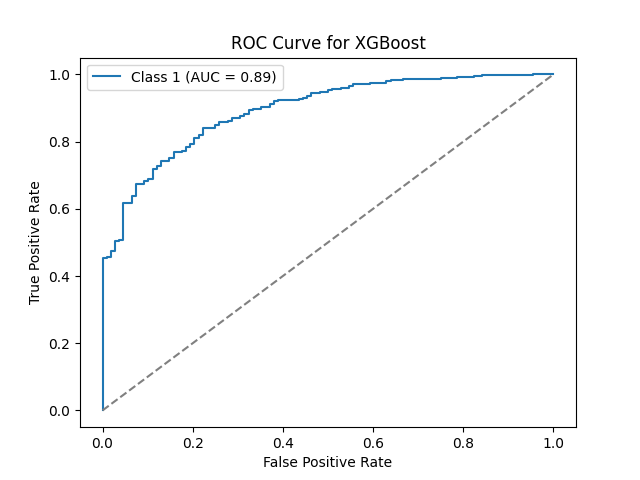 ROC Curve for XGBoost
Class 1 (AUC = 0.89)
1.0
0.8
0.6
0.4
0.2
0.0
True Positive Rate
0.0 0.2 0.4 0.6 0.8 1.0
False Positive Rate